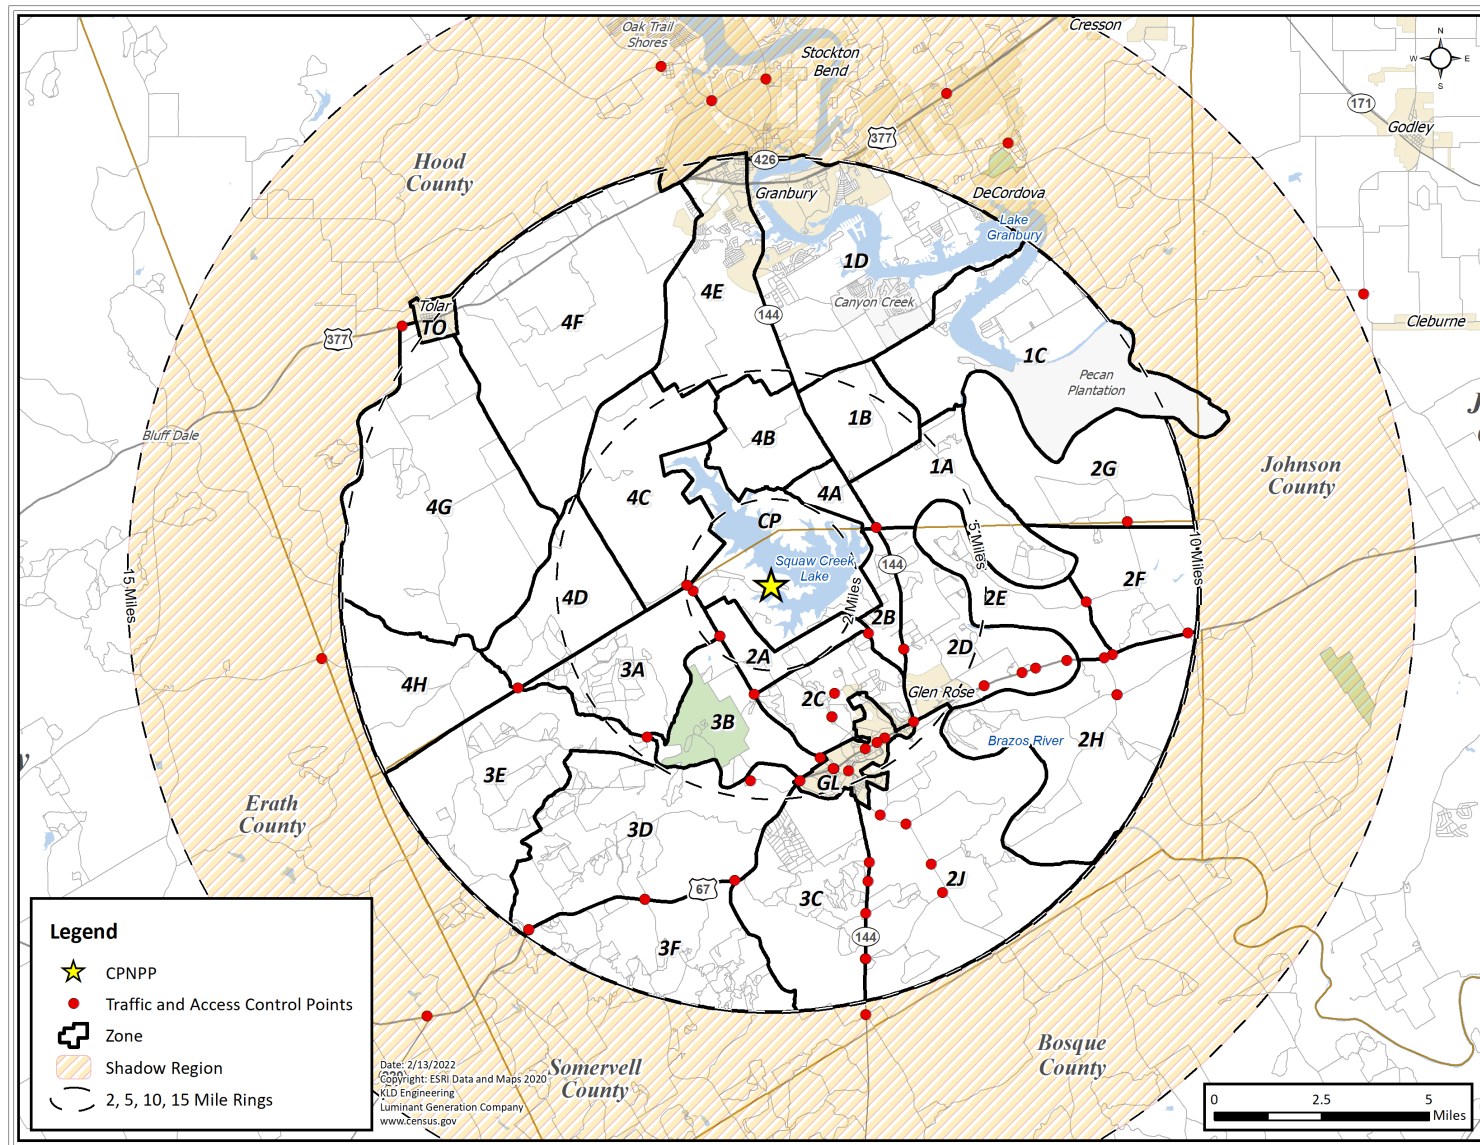 Oak Trail
Shores
Stockton
Bend
Cresson
N
W
E
S
171
Godley
377
Hood
County
426
Granbury
DeCordova
Lake
Granbury
1D
4E
Canyon Creek
144
Tolar
TO
4F
377
Cleburne
1C
Pecan
Plantation
Bluff Dale
1B
4B
1A
2G
Johnson
County
4C
4A
4G
CP
5 Miles
10 Miles
Squaw Creek
Lake
144
2F
15 Miles
2 Miles
4D
2E
2B
2D
2A
3A
4H
Glen Rose
2C
3B
Brazos River
2H
3E
GL
Erath
County
3D
2J
67
3C
144
3F
Legend
CPNPP
Traffic and Access Control Points
Zone
Shadow Region
2, 5, 10, 15 Mile Rings
Date: 2/13/2022
Copyright: ESRI Data and Maps 2020
KLD Engineering
Luminant Generation Company
www.census.gov
Somervell
County
Bosque
County
0
2.5
5
Miles